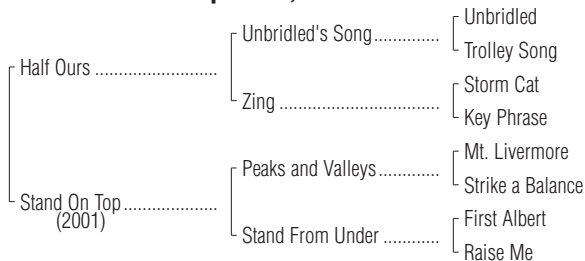 Unbridled
Unbridled's Song..............
Trolley Song
Half Ours ..........................
Storm Cat
Zing ..................................
Key Phrase
Mt. Livermore
Peaks and Valleys.............
Strike a Balance
Stand On Top....................
(2001)
First Albert
Stand From Under ............
Raise Me